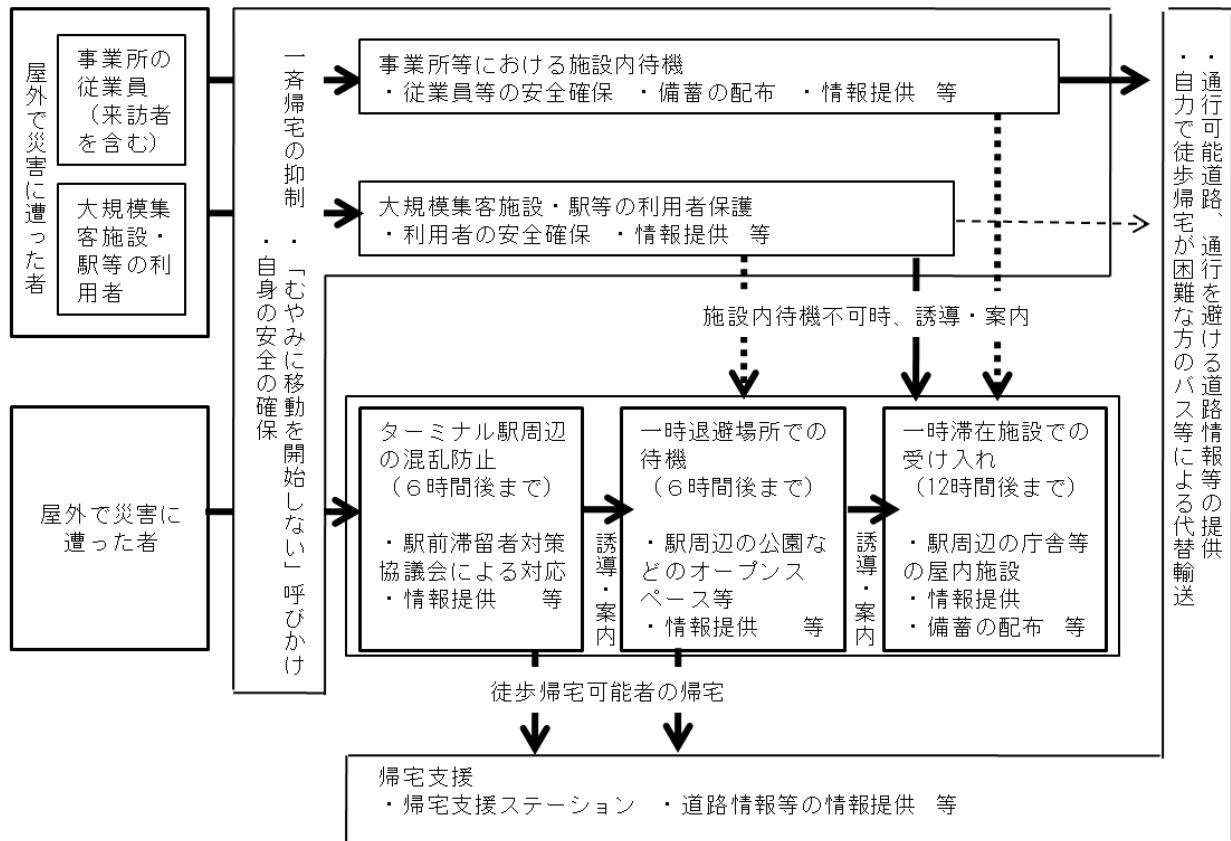 屋外で災害に遭った者
事業所の
従業員
（来訪者
を含む）
大規模集
客施設・
駅等の利
用者
屋外で災害に
遭った者
一斉帰宅の抑制
・「むやみに移動を開始しない」呼びかけ
・自身の安全の確保
事業所等における施設内待機
・従業員等の安全確保　・備蓄の配布　・情報提供　等
大規模集客施設・駅等の利用者保護
・利用者の安全確保　・情報提供　等
施設内待機不可時、誘導・案内
ターミナル駅周辺
の混乱防止
（６時間後まで）
・駅前滞留者対策
協議会による対応
・情報提供　　等
誘導・案内
一時退避場所での
待機
（６時間後まで）
・駅周辺の公園な
どのオープンス
ペース等
・情報提供　　等
誘導・案内
一時滞在施設での
受け入れ
（12時間後まで）
・駅周辺の庁舎等
の屋内施設
・情報提供
・備蓄の配布　等
徒歩帰宅可能者の帰宅
帰宅支援
・帰宅支援ステーション　・道路情報等の情報提供　等
・通行可能道路、通行を避ける道路情報等の提供
・自力で徒歩帰宅が困難な方のバス等による代替輸送